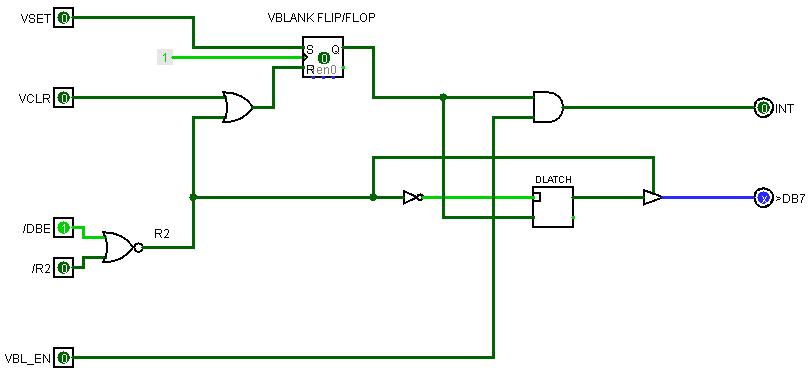 VBLANK FLIP/FLOP
VSET 0
S Q
1
0
R en0
VCLR 0
0 INT
DLATCH
x >DB7
/DBE 1
R2
/R2 0
VBL_EN 0